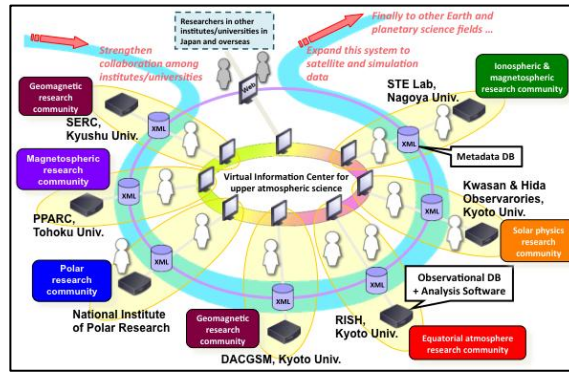 Researchers in other
institutes/universities in
Japan and overseas
Finally to other Earth and
planetary science fields ...
Strengthen
collaboration among
institutes/universities
Expand this system to
satellite and simulation
data
Web
Geomagnetic
research
community
SERC,
Kyushu Univ.
XML
STE Lab,
Nagoya Univ.
Ionospheric &
magnetospheric
research community
XML
Metadata DB
Magnetospheric
research
community
XML
PPARC,
Tohoku Univ.
Virtual Information Center for
upper atmospheric science
Kwasan & Hida
Observarories,
Kyoto Univ.
XML
Solar physics
research
community
Polar
research
community
XML
National Institute
of Polar Research
Geomagnetic
research
community
XML
DACGSM, Kyoto Univ.
XML
RISH,
Kyoto Univ.
Observational DB
+ Analysis Software
Equatorial atmosphere
research community